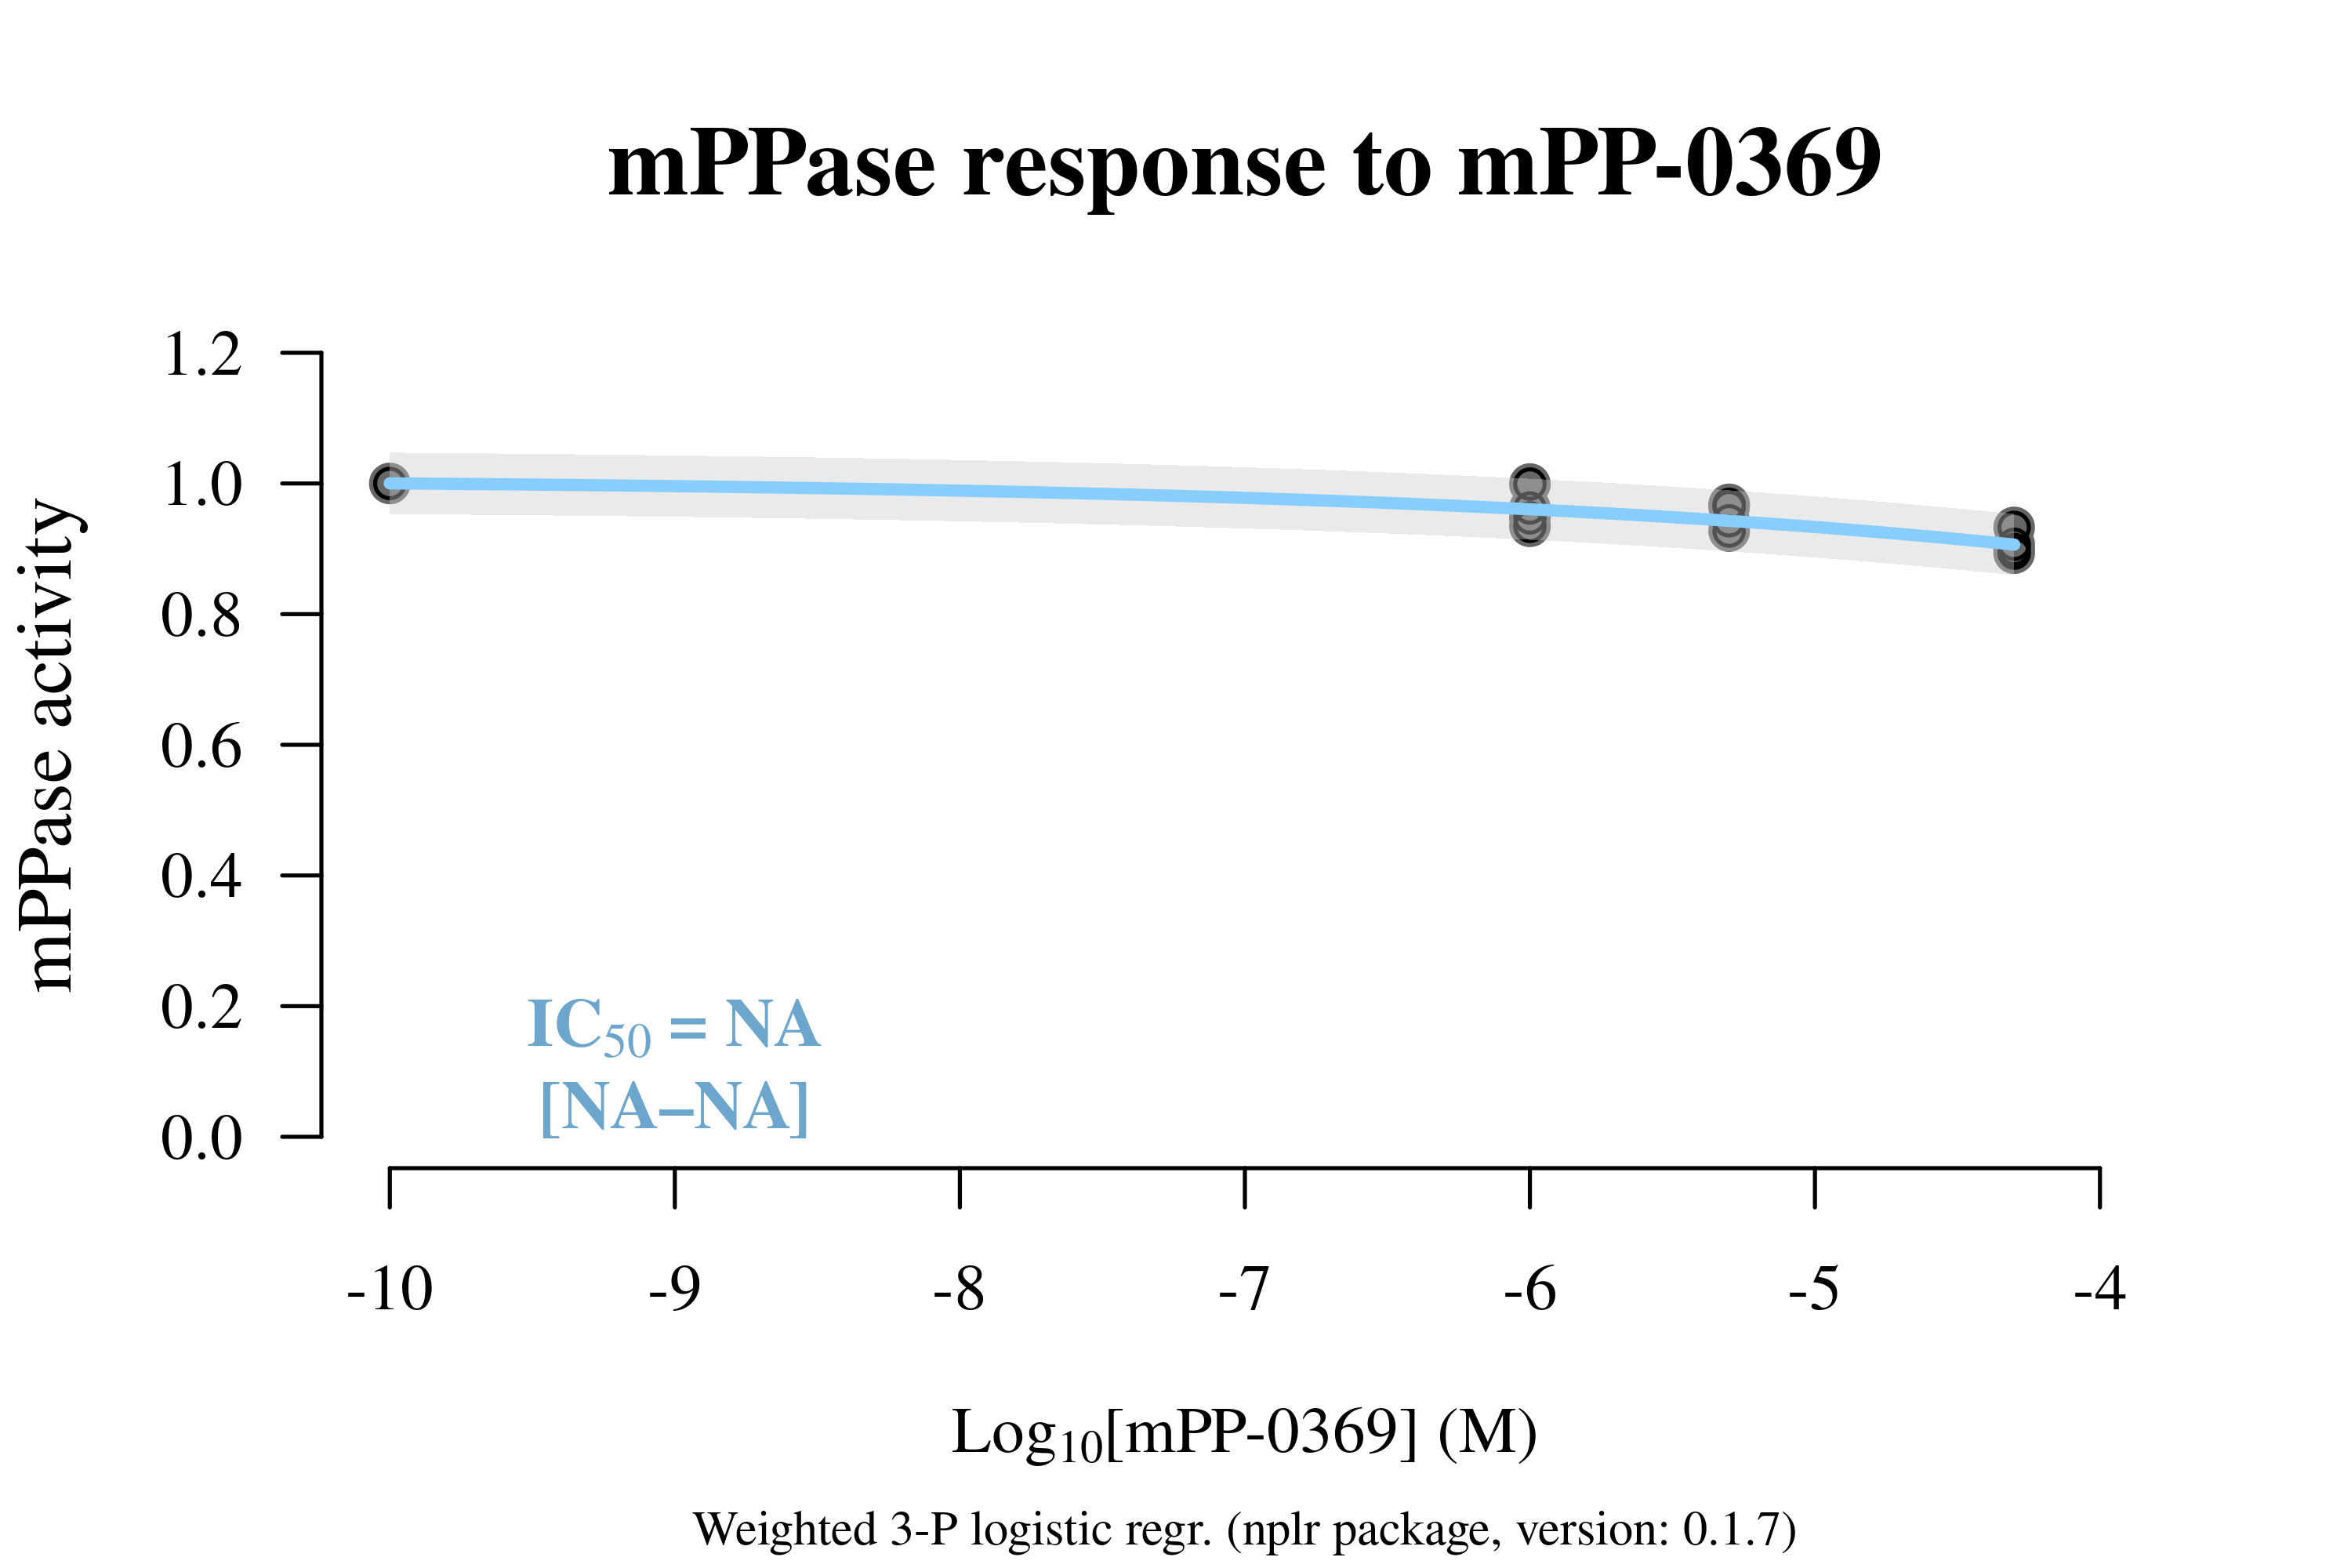 mPPase response to mPP-0369
mPPase activity
1.2
1.0
0.8
0.6
0.4
0.2
0.0
IC50 = NA
[NA–NA]
-10 -9 -8 -7 -6 -5 -4
Log10[mPP-0369] (M)
Weighted 3-P logistic regr. (nplr package, version: 0.1.7)